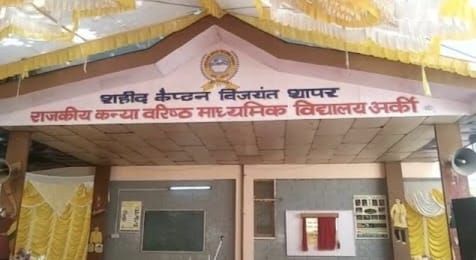 शहीद कैप्टन विजयंत थापर
राजकीय कन्या वरिष्ठ माध्यमिक विद्यालय अर्की